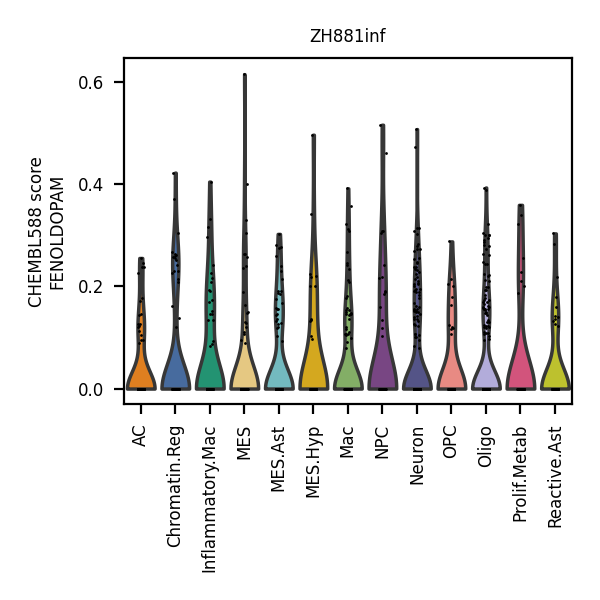 ZH881inf
CHEMBL588 score
FENOLDOPAM
0.6
0.4
0.2
0.0
AC
Chromatin.Reg
Inflammatory.Mac
MES
MES.Ast
MES.Hyp
Mac
NPC
Neuron
OPC
Oligo
Prolif.Metab
Reactive.Ast